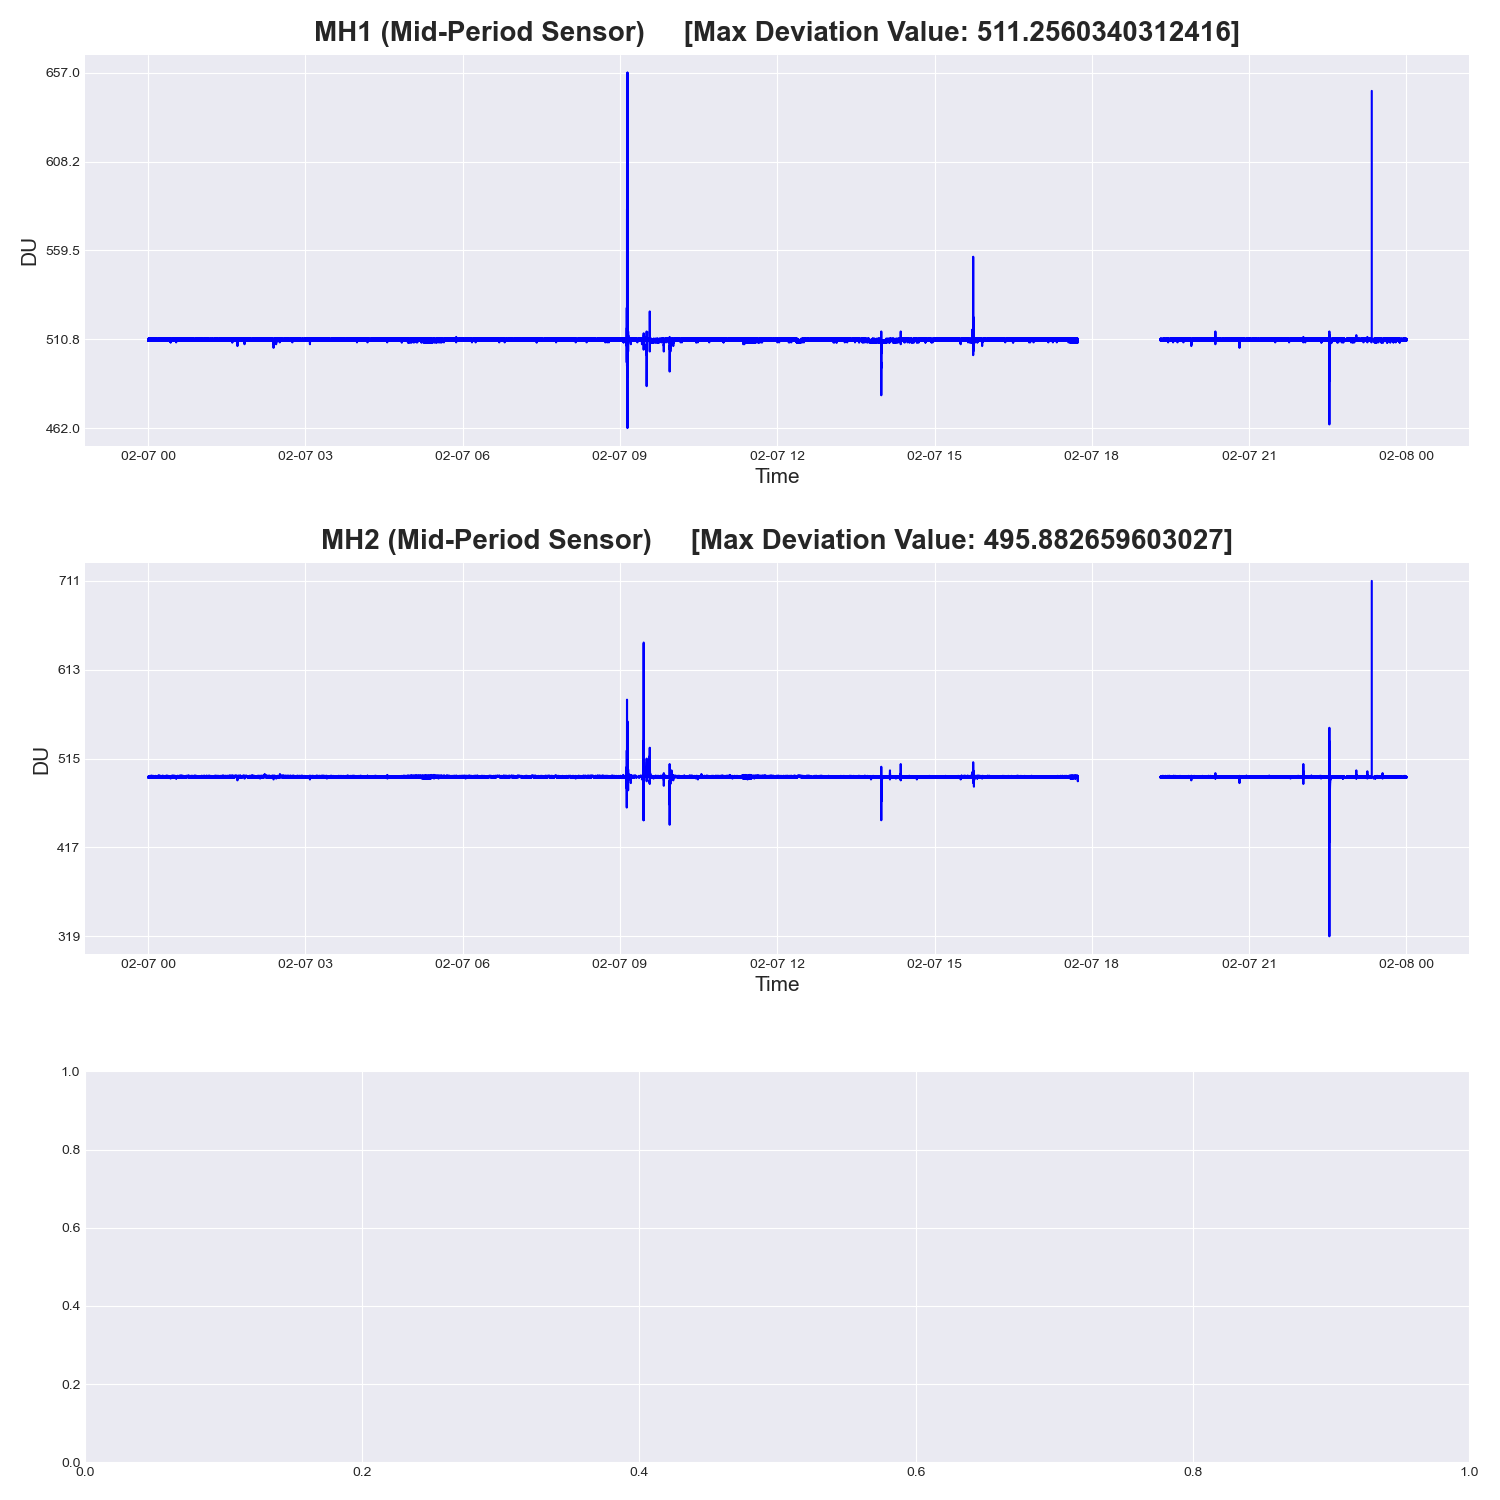 MH1 (Mid-Period Sensor) [Max Deviation Value: 511.2560340312416]
657.0
608.2
559.5
510.8
462.0
DU
02-07 00 02-07 03 02-07 06 02-07 09 02-07 12 02-07 15 02-07 18 02-07 21 02-08 00
Time
MH2 (Mid-Period Sensor) [Max Deviation Value: 495.882659603027]
711
613
515
417
319
DU
02-07 00 02-07 03 02-07 06 02-07 09 02-07 12 02-07 15 02-07 18 02-07 21 02-08 00
Time
1.0
0.8
0.6
0.4
0.2
0.0
0.0 0.2 0.4 0.6 0.8 1.0